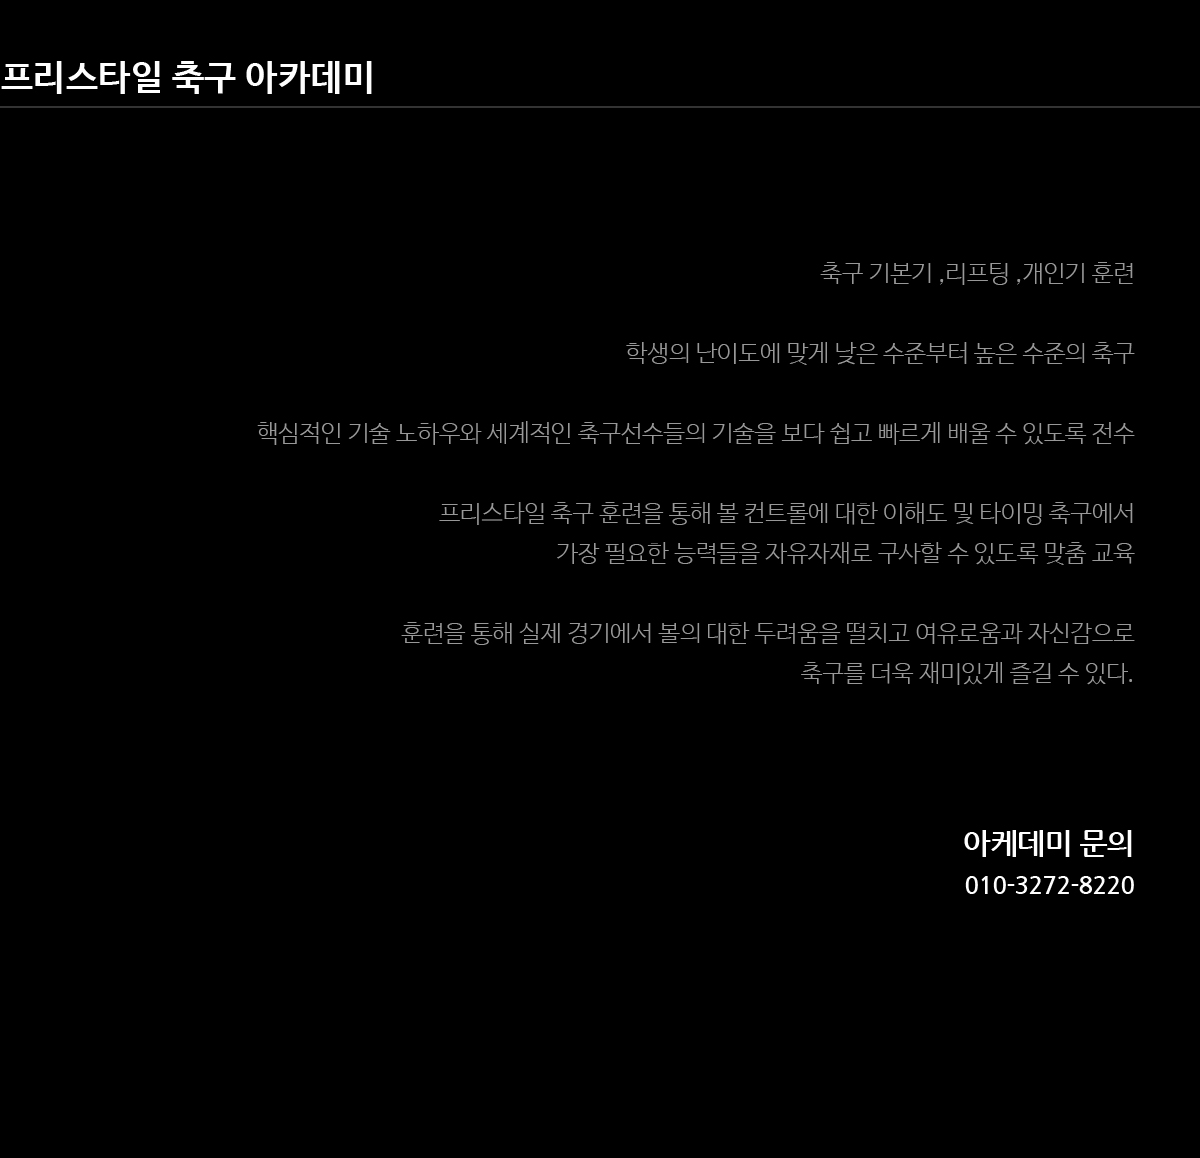 프리스타일 축구 아카데미
축구 기본기 ,리프팅 ,개인기 훈련
학생의 난이도에 맞게 낮은 수준부터 높은 수준의 축구
핵심적인 기술 노하우와 세계적인 축구선수들의 기술을 보다 쉽고 빠르게 배울 수 있도록 전수
프리스타일 축구 훈련을 통해 볼 컨트롤에 대한 이해도 및 타이밍 축구에서
가장 필요한 능력들을 자유자재로 구사할 수 있도록 맞춤 교육
훈련을 통해 실제 경기에서 볼의 대한 두려움을 떨치고 여유로움과 자신감으로
축구를 더욱 재미있게 즐길 수 있다.
아케데미 문의
010-3272-8220